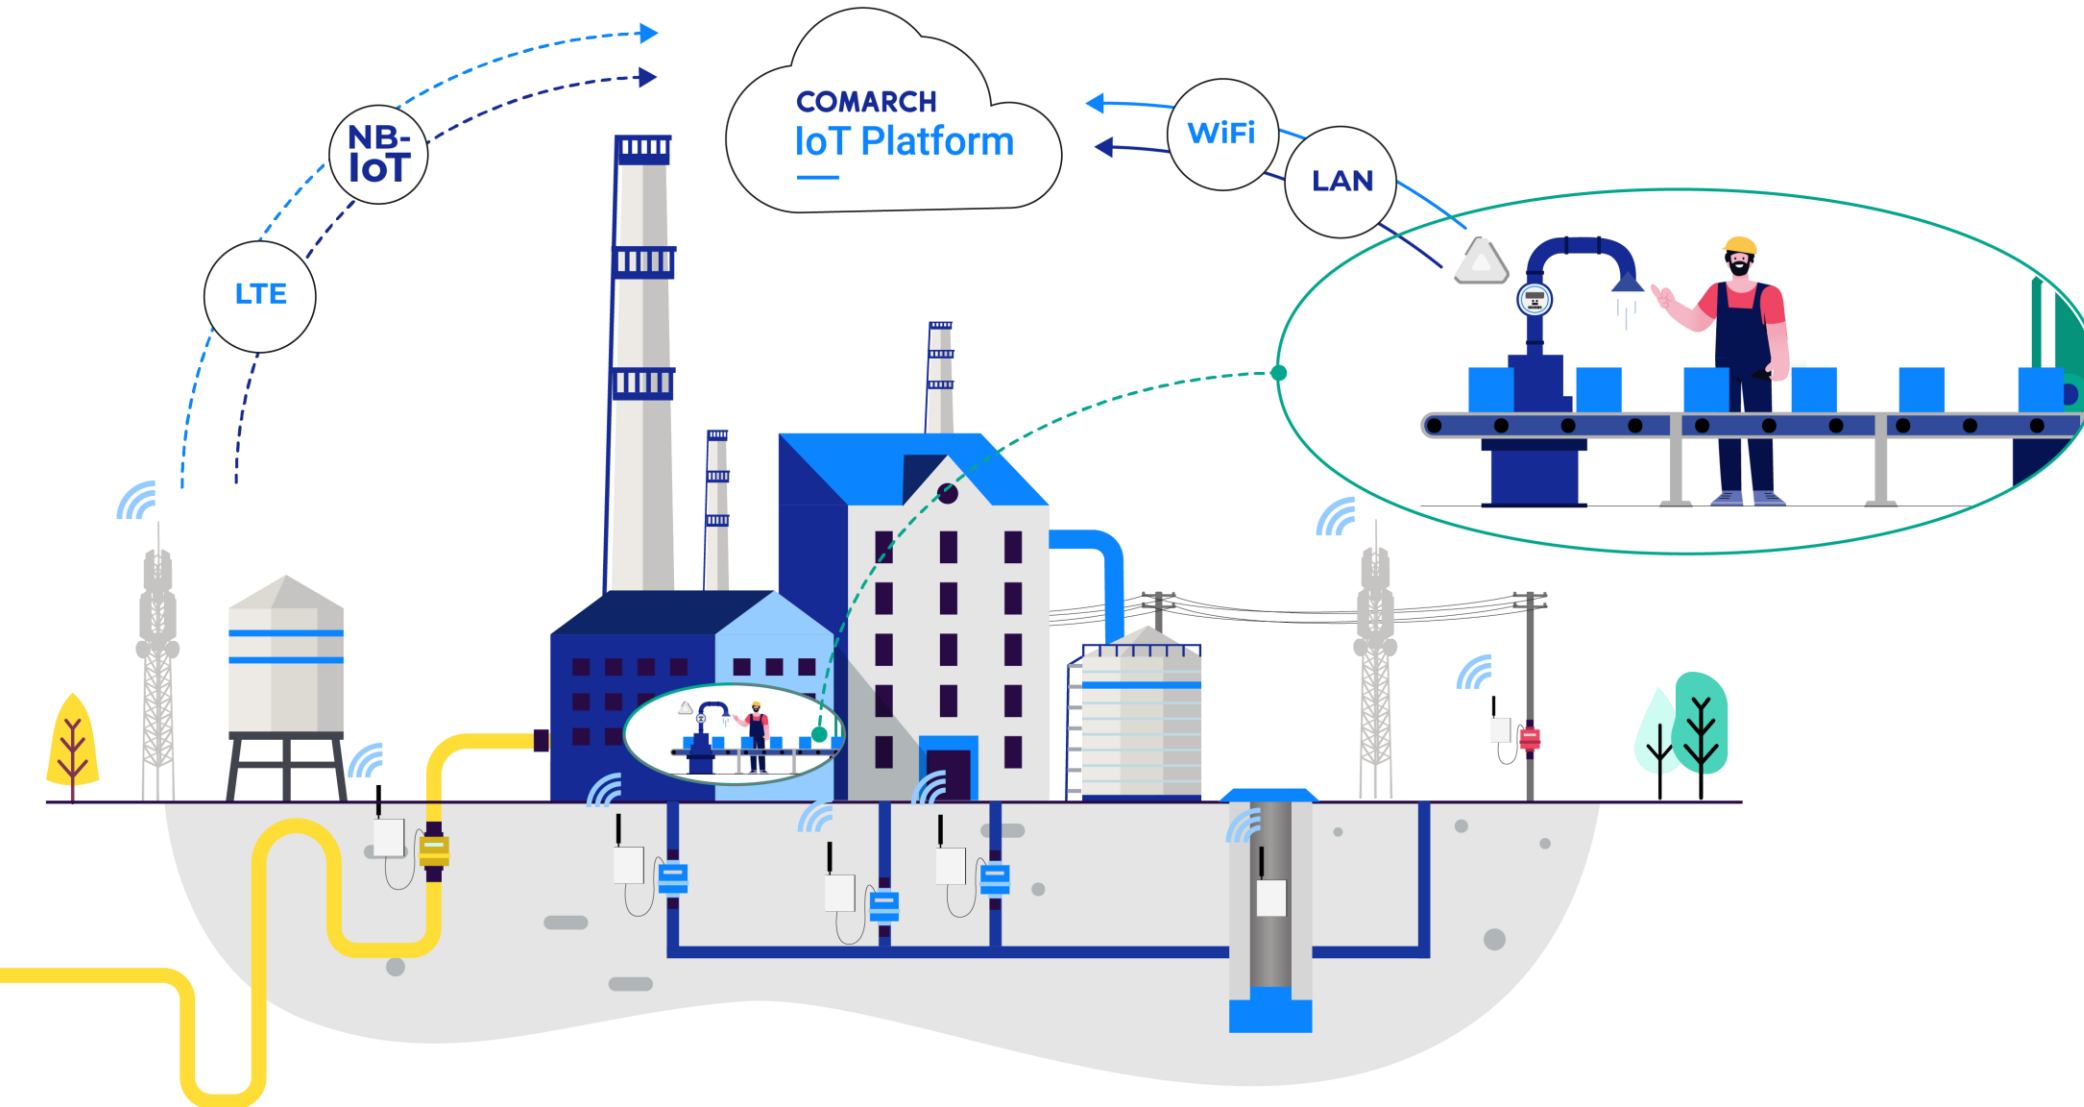 COMARCH
IoT Platform
NB-
IoT
LTE
WiFi
LAN